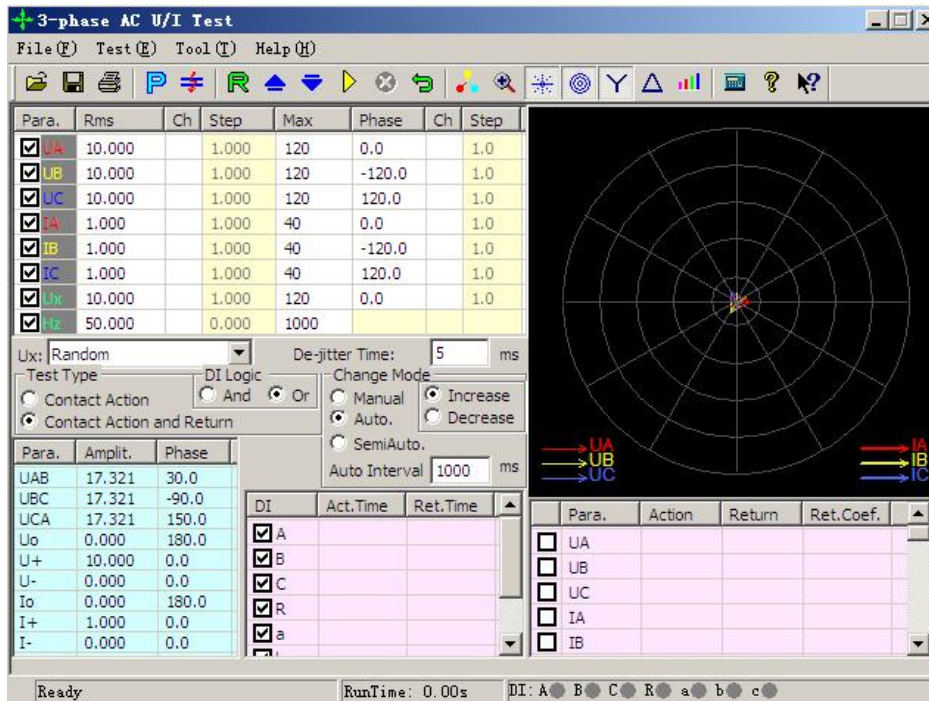 3-phase AC U/I Test
File(F) Test(E) Tool(T) Help(H)
Para. Rms Ch Step Max Phase Ch Step
UA 10.000 1.000 120 0.0 1.0
UB 10.000 1.000 120 -120.0 1.0
UC 10.000 1.000 120 120.0 1.0
IA 1.000 1.000 40 0.0 1.0
IB 1.000 1.000 40 -120.0 1.0
IC 1.000 1.000 40 120.0 1.0
Ux 10.000 1.000 120 0.0 1.0
Hz 50.000 0.000 1000
Ux: Random De-jitter Time: 5 ms
Test Type DI Logic Change Mode
Contact Action And Or Manual Increase
Contact Action and Return Auto. Decrease
SemiAuto.
Auto Interval 1000 ms
Para. Amplit. Phase
UAB 17.321 30.0
UBC 17.321 -90.0
UCA 17.321 150.0
Uo 0.000 180.0
U+ 10.000 0.0
U- 0.000 0.0
Io 0.000 180.0
I+ 1.000 0.0
I- 0.000 0.0
DI Act.Time Ret.Time
A
B
C
R
a
UA IA
UB IB
UC IC
Para. Action Return Ret.Coef.
UA
UB
UC
IA
IB
Ready RunTime: 0.00s DI: A B C R a b c